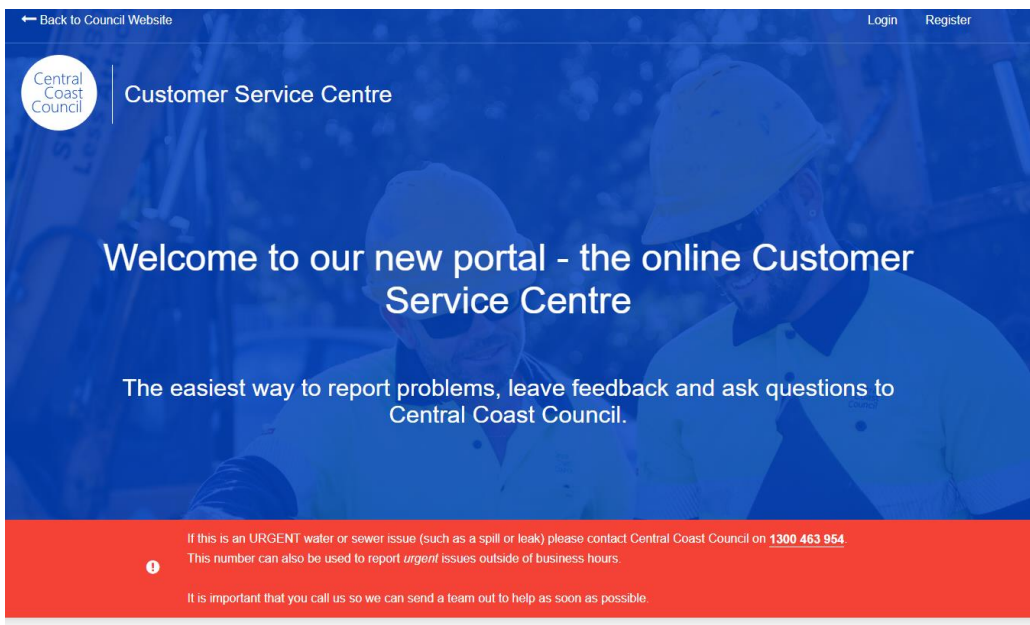 Back to Council Website
Login Register
Central
Coast
Council
Customer Service Centre
Welcome to our new portal - the online Customer
Service Centre
The easiest way to report problems, leave feedback and ask questions to
Central Coast Council.
If this is an URGENT water or sewer issue (such as a spill or leak) please contact Central Coast Council on 1300 463 954.
This number can also be used to report urgent issues outside of business hours.
It is important that you call us so we can send a team out to help as soon as possible.